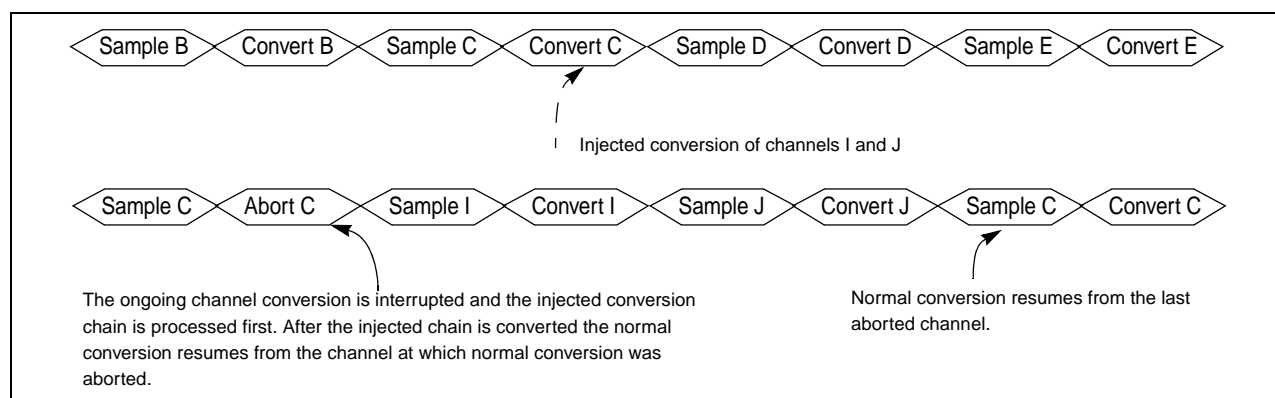 Sample B Convert B Sample C Convert C Sample D Convert D Sample E Convert E
Injected conversion of channels I and J
Sample C Abort C Sample I Convert I Sample J Convert J Sample C Convert C
The ongoing channel conversion is interrupted and the injected conversion
chain is processed first. After the injected chain is converted the normal
conversion resumes from the channel at which normal conversion was
aborted.
Normal conversion resumes from the last
aborted channel.